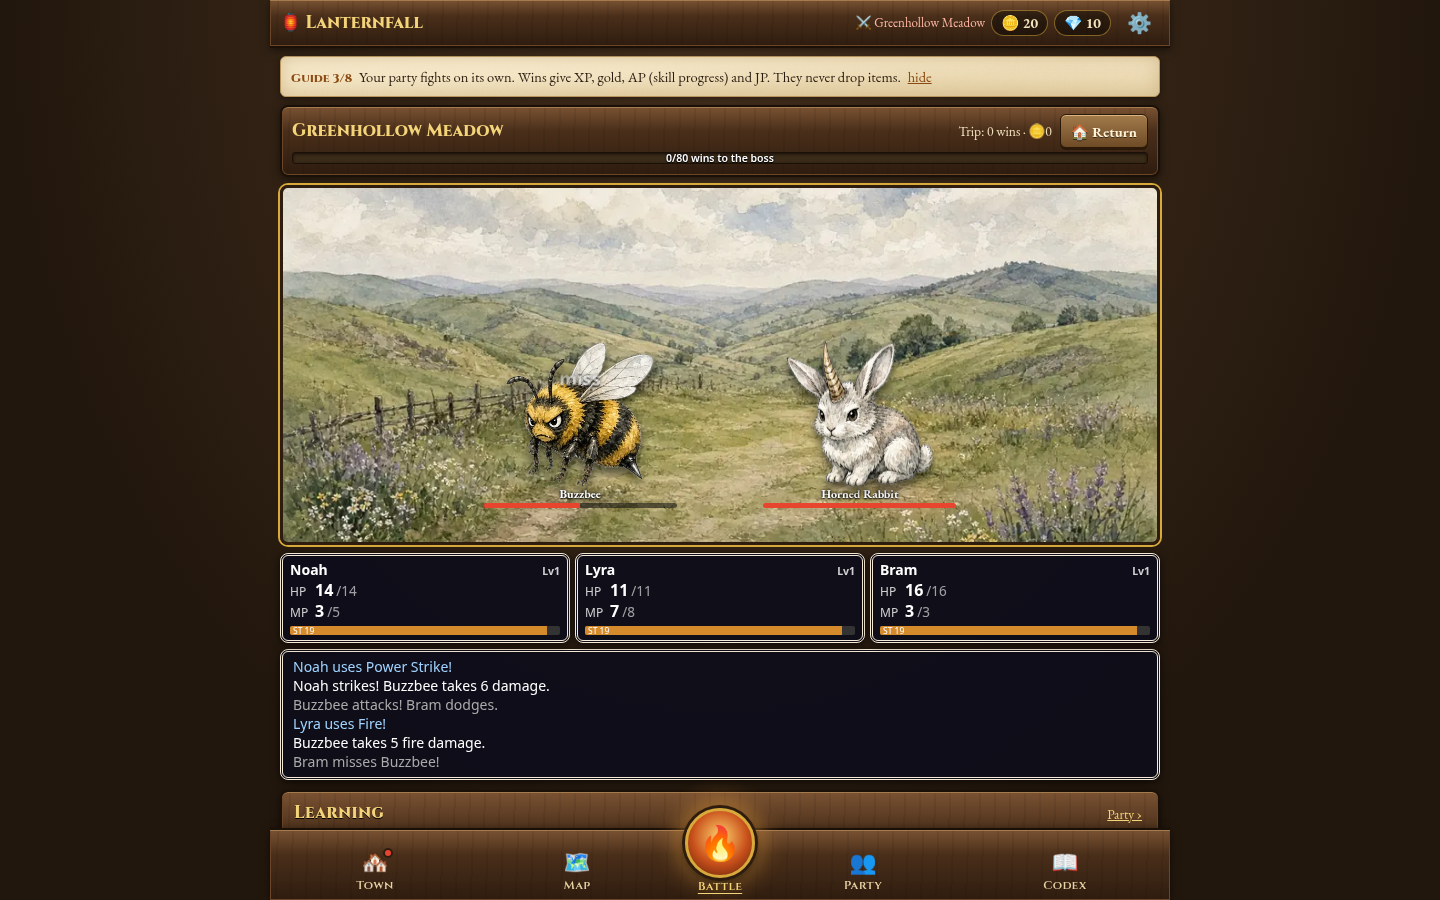 Lanternfall
Greenhollow Meadow
20
10
Guide 3/8 Your party fights on its own. Wins give XP, gold, AP (skill progress) and JP. They never drop items. hide
Greenhollow Meadow
Trip: 0 wins · 0
Return
0/80 wins to the boss
miss
Buzzbee
Horned Rabbit
Noah Lv1
HP 14/14
MP 3/5
ST 19
Lyra Lv1
HP 11/11
MP 7/8
ST 19
Bram Lv1
HP 16/16
MP 3/3
ST 19
Noah uses Power Strike!
Noah strikes! Buzzbee takes 6 damage.
Buzzbee attacks! Bram dodges.
Lyra uses Fire!
Buzzbee takes 5 fire damage.
Bram misses Buzzbee!
Learning
Party ›
Town
Map
Battle
Party
Codex